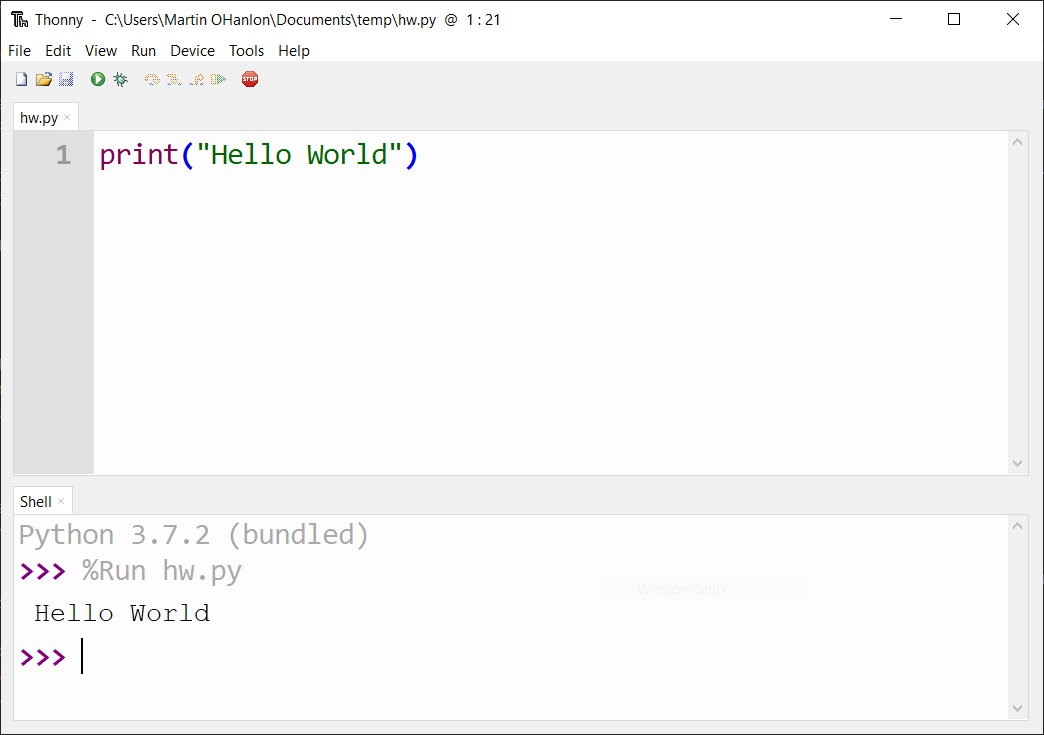 Thonny - C:\Users\Martin OHanlon\Documents\temp\hw.py @ 1 : 21
File Edit View Run Device Tools Help
STOP
hw.py ×
1 print("Hello World")
Shell ×
Python 3.7.2 (bundled)
>>> %Run hw.py
Hello World
>>>
Window Snip